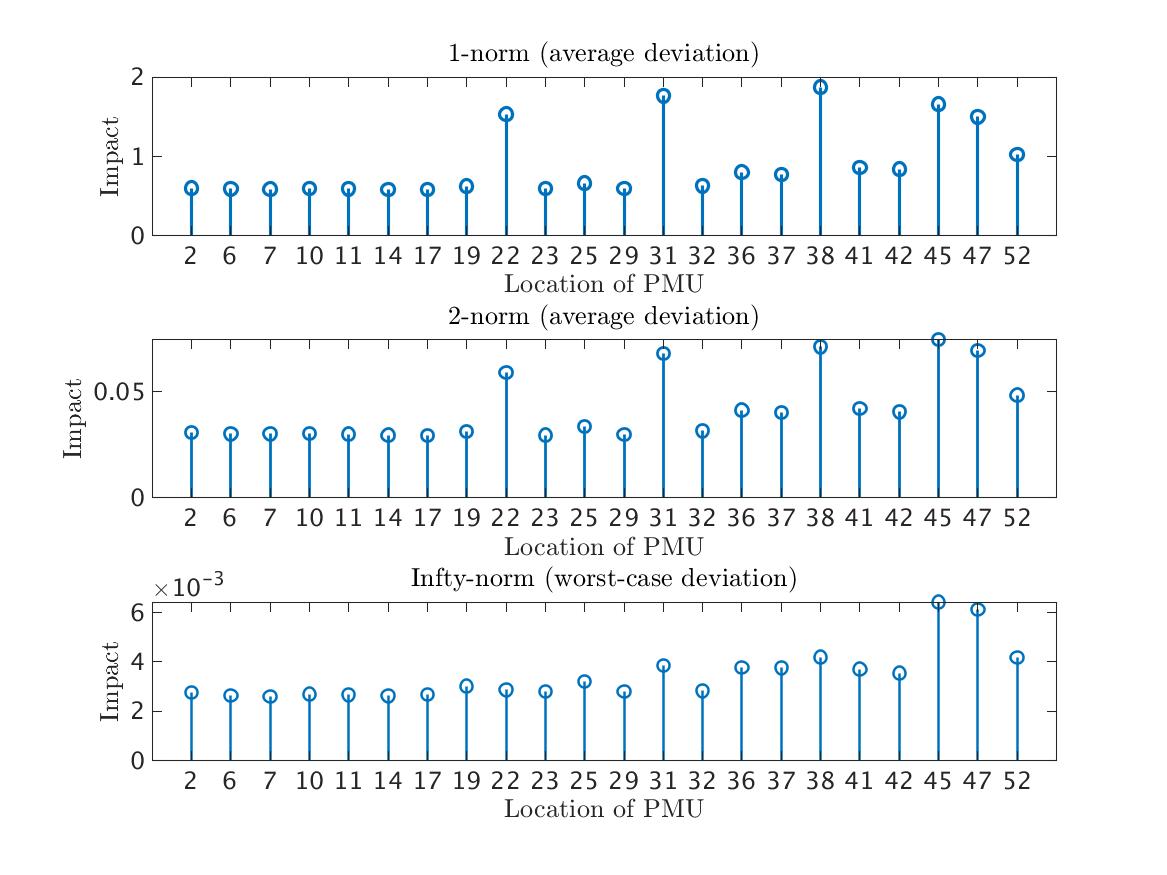 1-norm (average deviation)
2
1
0
Impact
2 6 7 10 11 14 17 19 22 23 25 29 31 32 36 37 38 41 42 45 47 52
Location of PMU
2-norm (average deviation)
0.05
0
Impact
2 6 7 10 11 14 17 19 22 23 25 29 31 32 36 37 38 41 42 45 47 52
Location of PMU
Infty-norm (worst-case deviation)
×10⁻³
6
4
2
0
Impact
2 6 7 10 11 14 17 19 22 23 25 29 31 32 36 37 38 41 42 45 47 52
Location of PMU